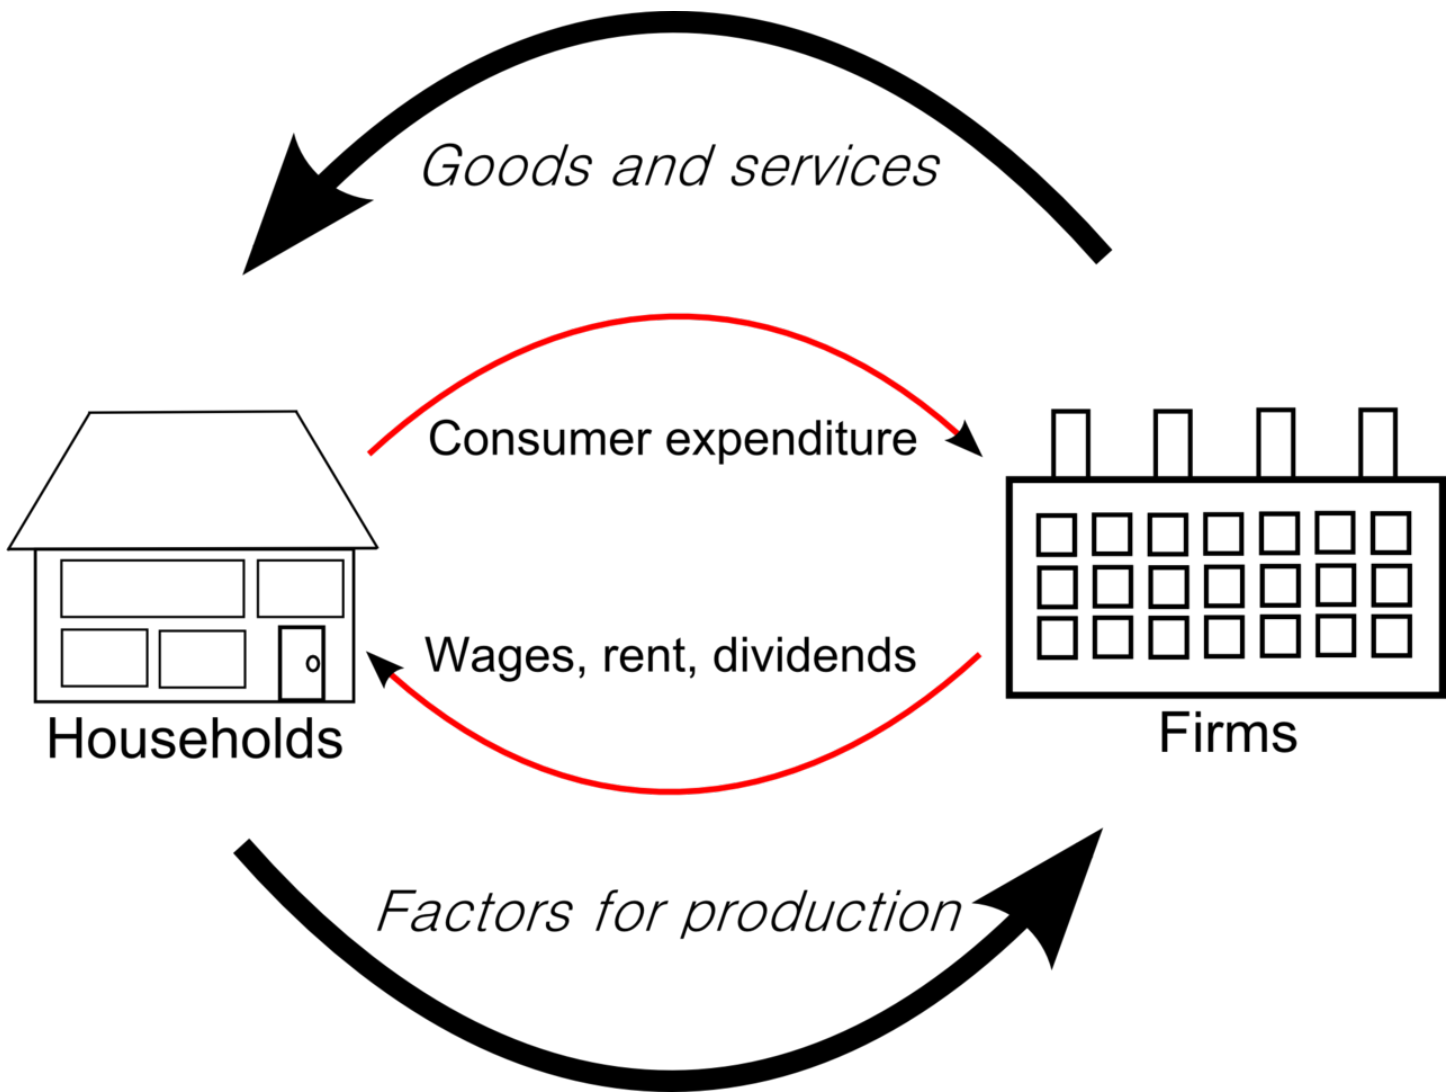 Goods and services
Consumer expenditure
Wages, rent, dividends
Households
Firms
Factors for production